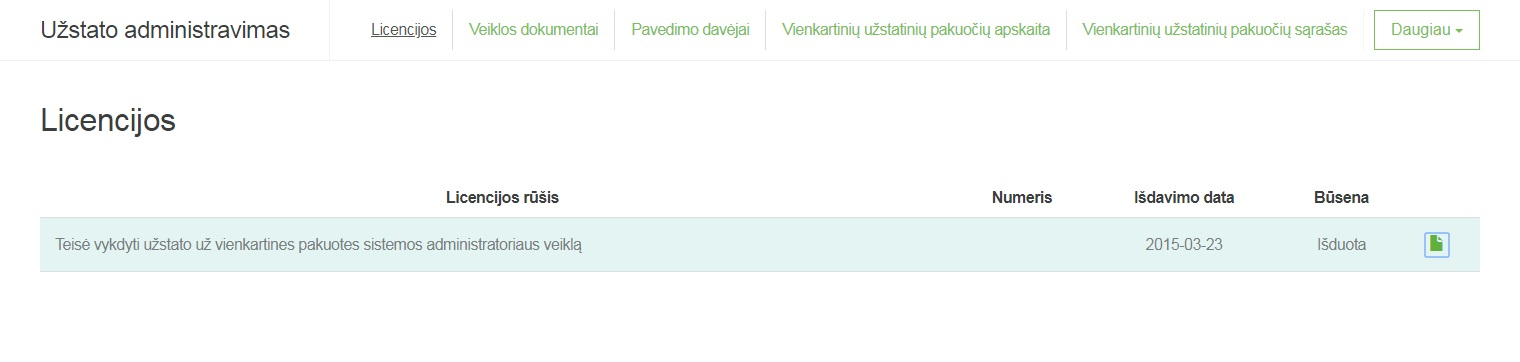 Užstato administravimas Licencijos Veiklos dokumentai Pavedimo davėjai Vienkartinių užstatinių pakuočių apskaita Vienkartinių užstatinių pakuočių sąrašas Daugiau
Licencijos
Licencijos rūšis Numeris Išdavimo data Būsena
Teisė vykdyti užstato už vienkartines pakuotes sistemos administratoriaus veiklą 2015-03-23 Išduota